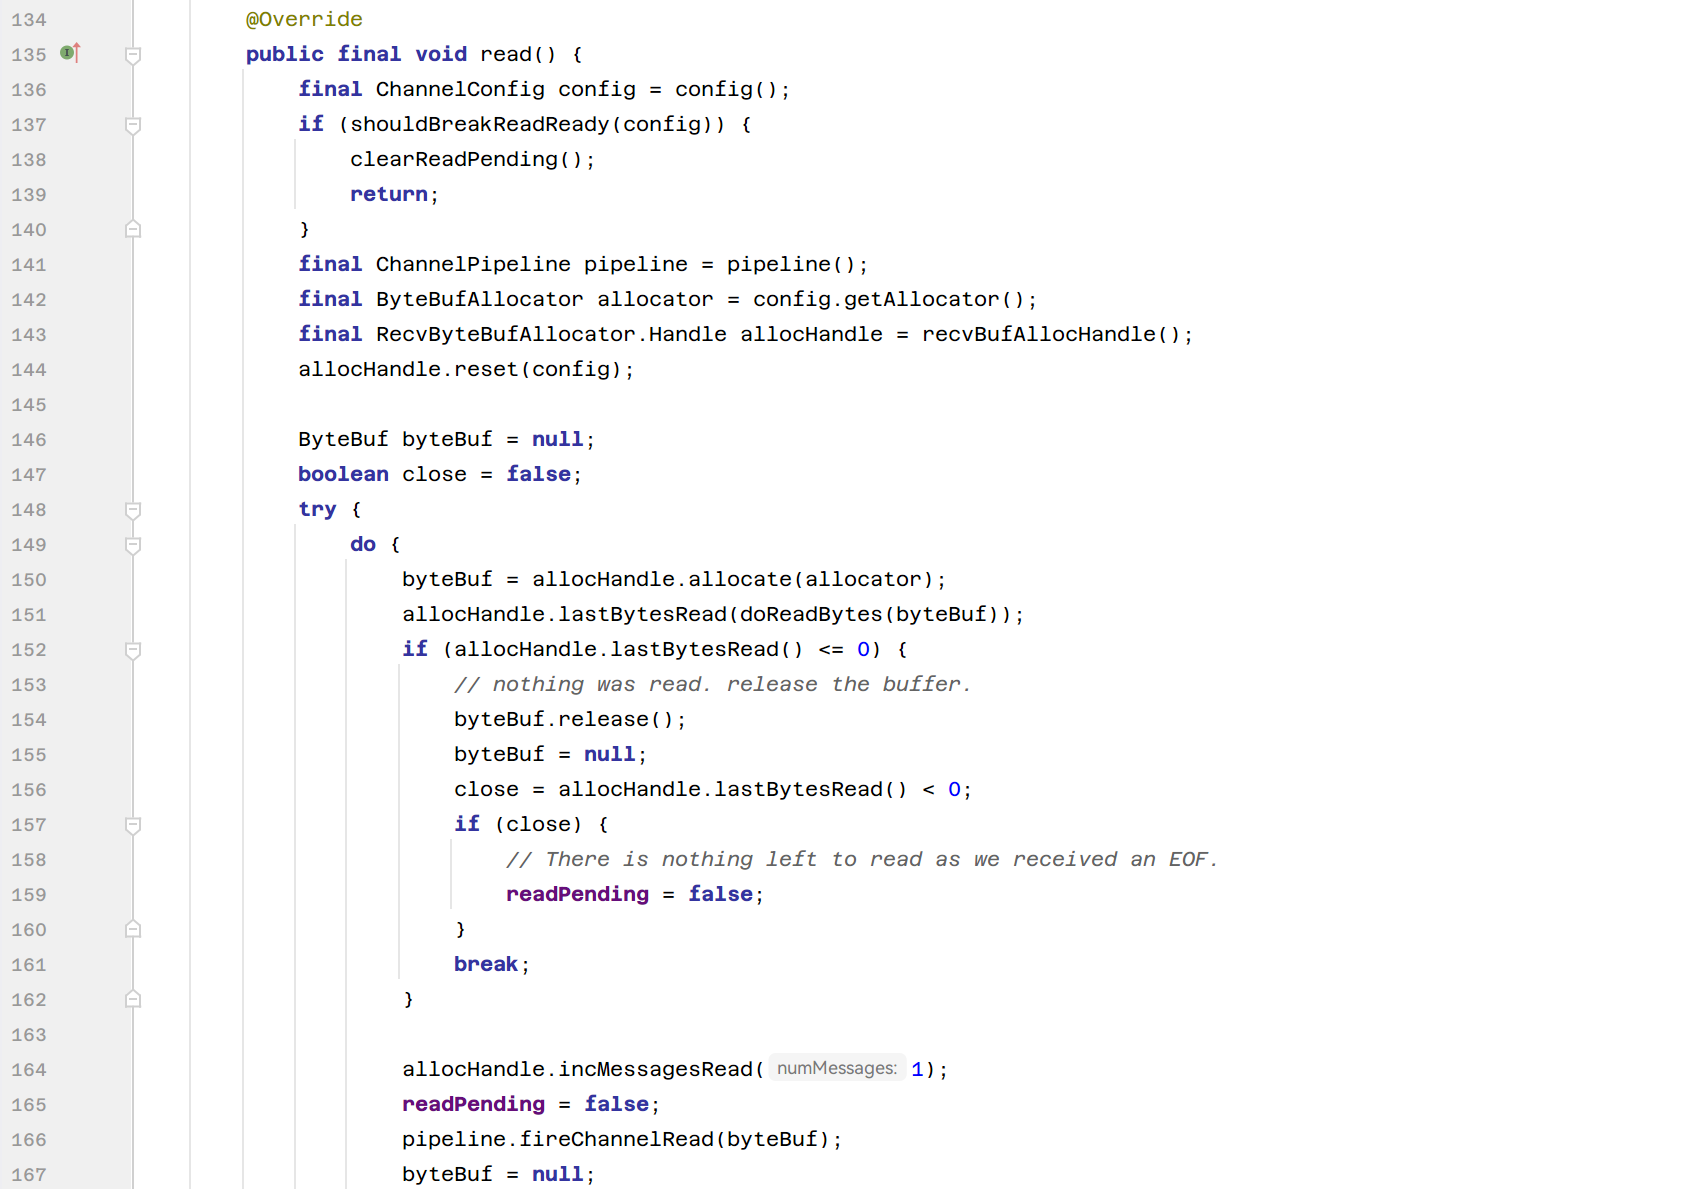 134 @Override
135 public final void read() {
136 final ChannelConfig config = config();
137 if (shouldBreakReadReady(config)) {
138 clearReadPending();
139 return;
140 }
141 final ChannelPipeline pipeline = pipeline();
142 final ByteBufAllocator allocator = config.getAllocator();
143 final RecvByteBufAllocator.Handle allocHandle = recvBufAllocHandle();
144 allocHandle.reset(config);
145
146 ByteBuf byteBuf = null;
147 boolean close = false;
148 try {
149 do {
150 byteBuf = allocHandle.allocate(allocator);
151 allocHandle.lastBytesRead(doReadBytes(byteBuf));
152 if (allocHandle.lastBytesRead() <= 0) {
153 // nothing was read. release the buffer.
154 byteBuf.release();
155 byteBuf = null;
156 close = allocHandle.lastBytesRead() < 0;
157 if (close) {
158 // There is nothing left to read as we received an EOF.
159 readPending = false;
160 }
161 break;
162 }
163
164 allocHandle.incMessagesRead( numMessages: 1);
165 readPending = false;
166 pipeline.fireChannelRead(byteBuf);
167 byteBuf = null;